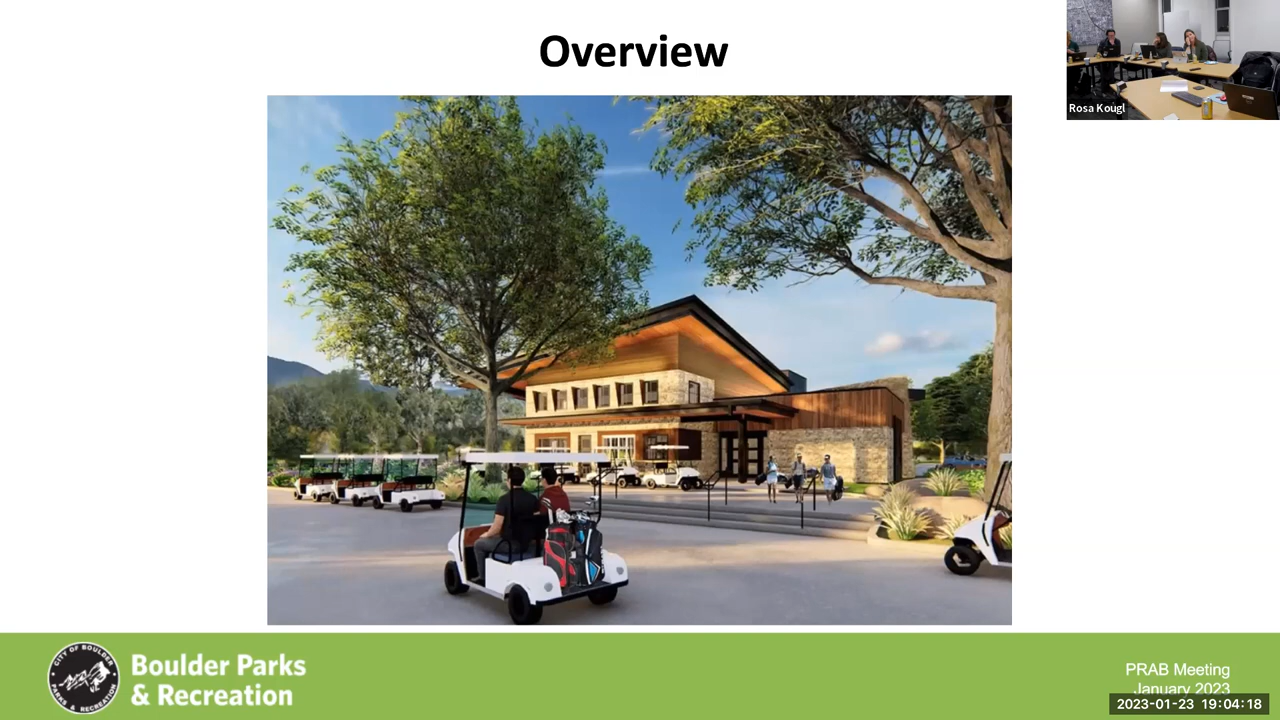 Overview
Rosa Kougl
CITY OF BOULDER
PARKS & RECREATION
Boulder Parks
& Recreation
PRAB Meeting
January 2023
2023-01-23 19:04:18